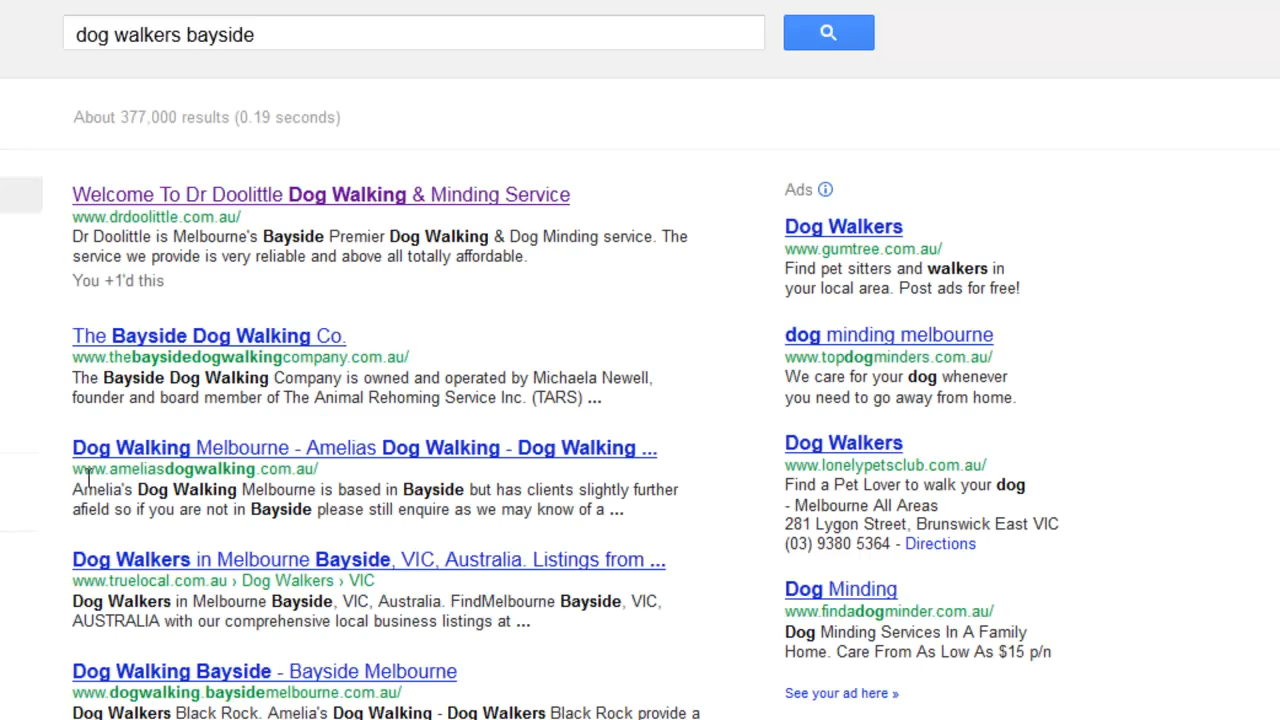 dog walkers bayside
About 377,000 results (0.19 seconds)
Welcome To Dr Doolittle Dog Walking & Minding Service
www.drdoolittle.com.au/
Dr Doolittle is Melbourne's Bayside Premier Dog Walking & Dog Minding service. The
service we provide is very reliable and above all totally affordable.
You +1'd this
The Bayside Dog Walking Co.
www.thebaysidedogwalkingcompany.com.au/
The Bayside Dog Walking Company is owned and operated by Michaela Newell,
founder and board member of The Animal Rehoming Service Inc. (TARS) ...
Dog Walking Melbourne - Amelias Dog Walking - Dog Walking ...
www.ameliasdogwalking.com.au/
Amelia's Dog Walking Melbourne is based in Bayside but has clients slightly further
afield so if you are not in Bayside please still enquire as we may know of a ...
Dog Walkers in Melbourne Bayside, VIC, Australia. Listings from ...
www.truelocal.com.au › Dog Walkers › VIC
Dog Walkers in Melbourne Bayside, VIC, Australia. FindMelbourne Bayside, VIC,
AUSTRALIA with our comprehensive local business listings at ...
Dog Walking Bayside - Bayside Melbourne
www.dogwalking.baysidemelbourne.com.au/
Dog Walkers Black Rock. Amelia's Dog Walking - Dog Walkers Black Rock provide a
Ads
Dog Walkers
www.gumtree.com.au/
Find pet sitters and walkers in
your local area. Post ads for free!
dog minding melbourne
www.topdogminders.com.au/
We care for your dog whenever
you need to go away from home.
Dog Walkers
www.lonelypetsclub.com.au/
Find a Pet Lover to walk your dog
- Melbourne All Areas
281 Lygon Street, Brunswick East VIC
(03) 9380 5364 - Directions
Dog Minding
www.findadogminder.com.au/
Dog Minding Services In A Family
Home. Care From As Low As $15 p/n
See your ad here »